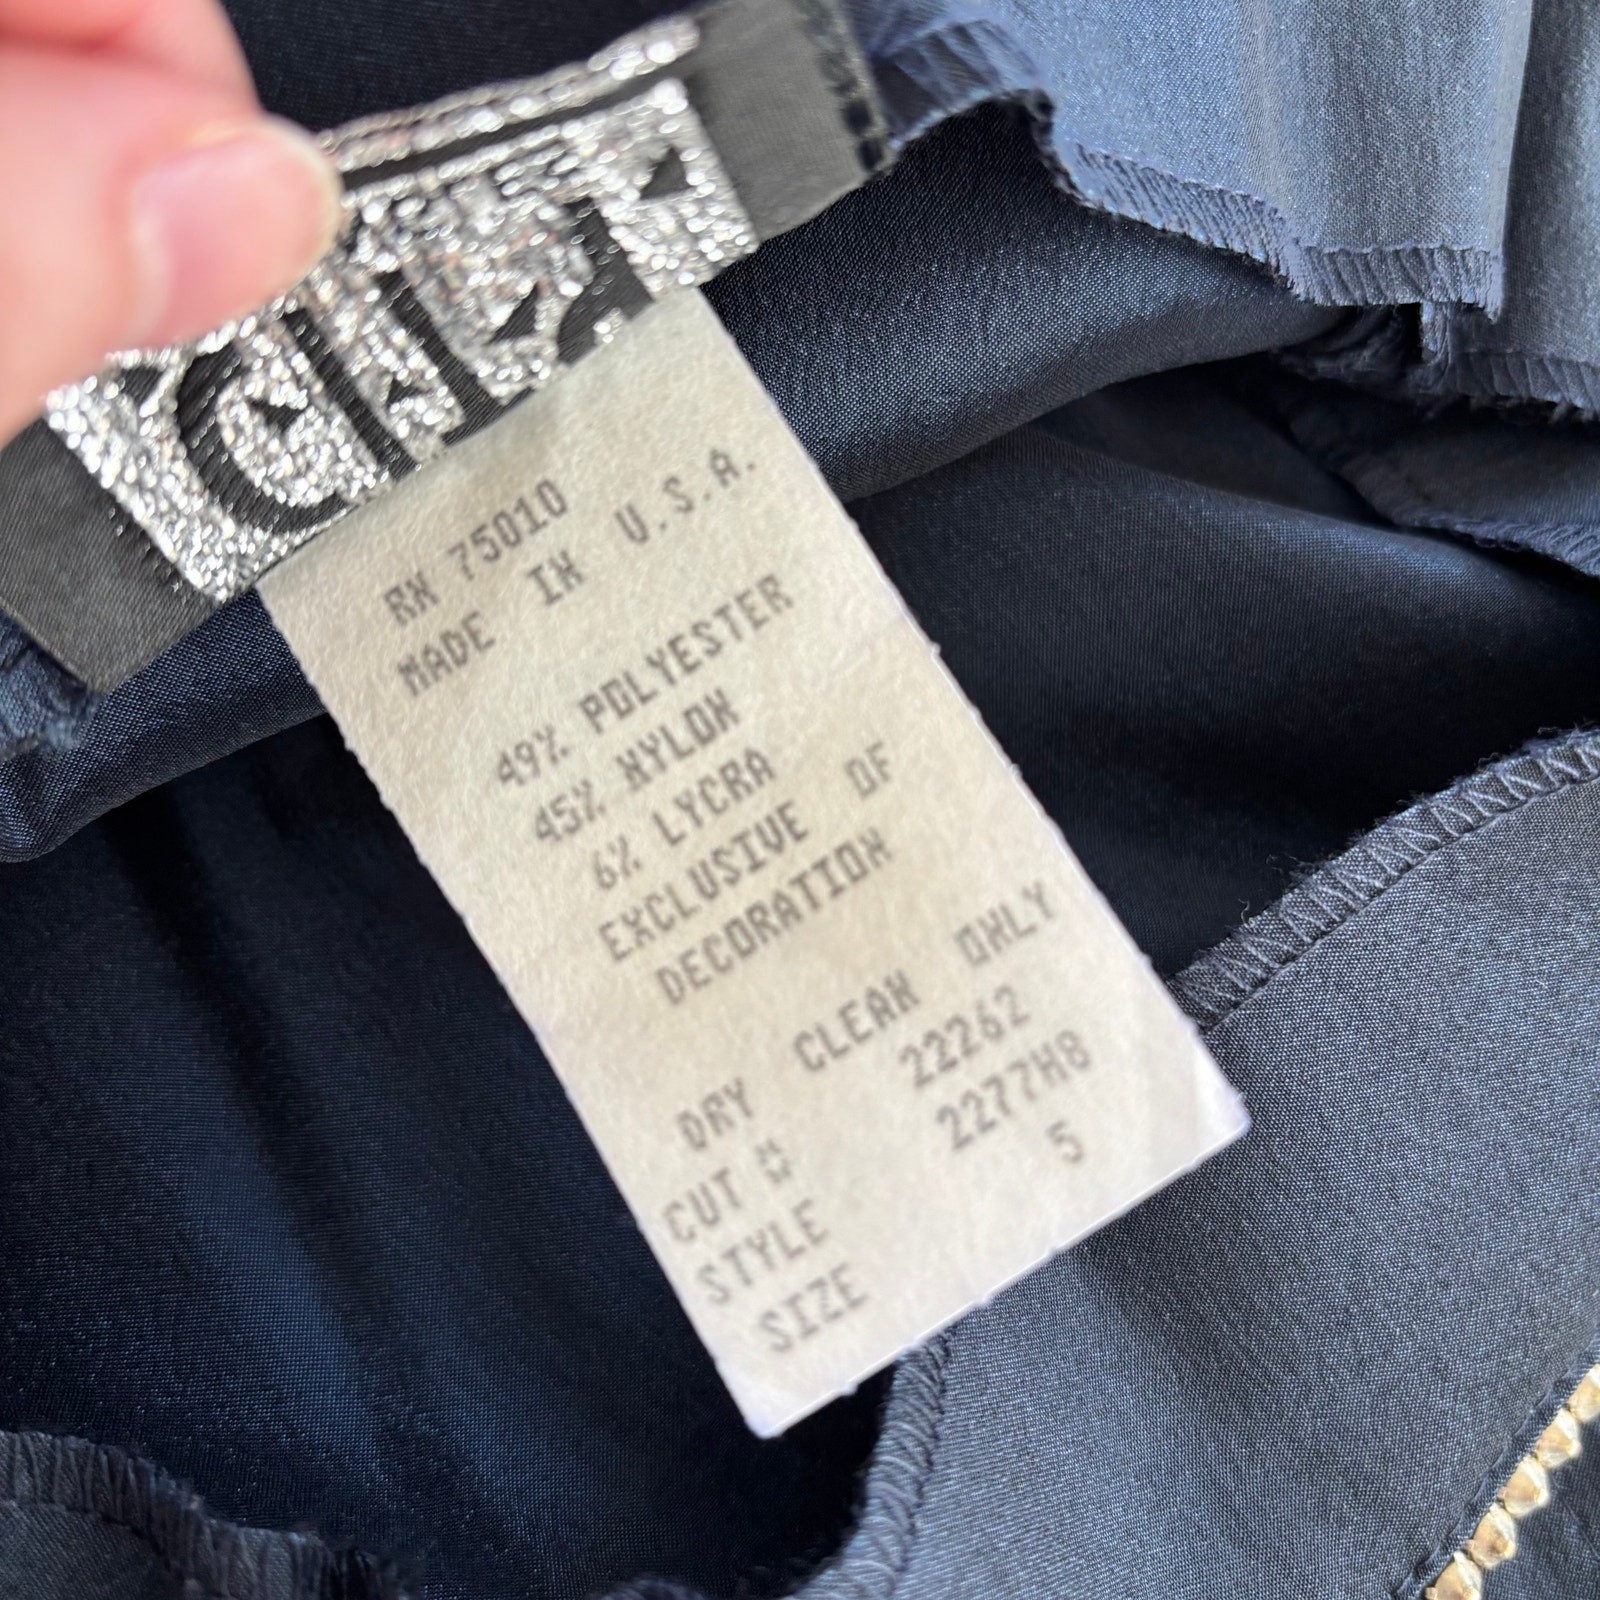 RN 75010
MADE IN U.S.A.
49% POLYESTER
45% NYLON
6% LYCRA
EXCLUSIVE OF
DECORATION
DRY CLEAN ONLY
CUT # 22262
STYLE 2277H8
SIZE 5